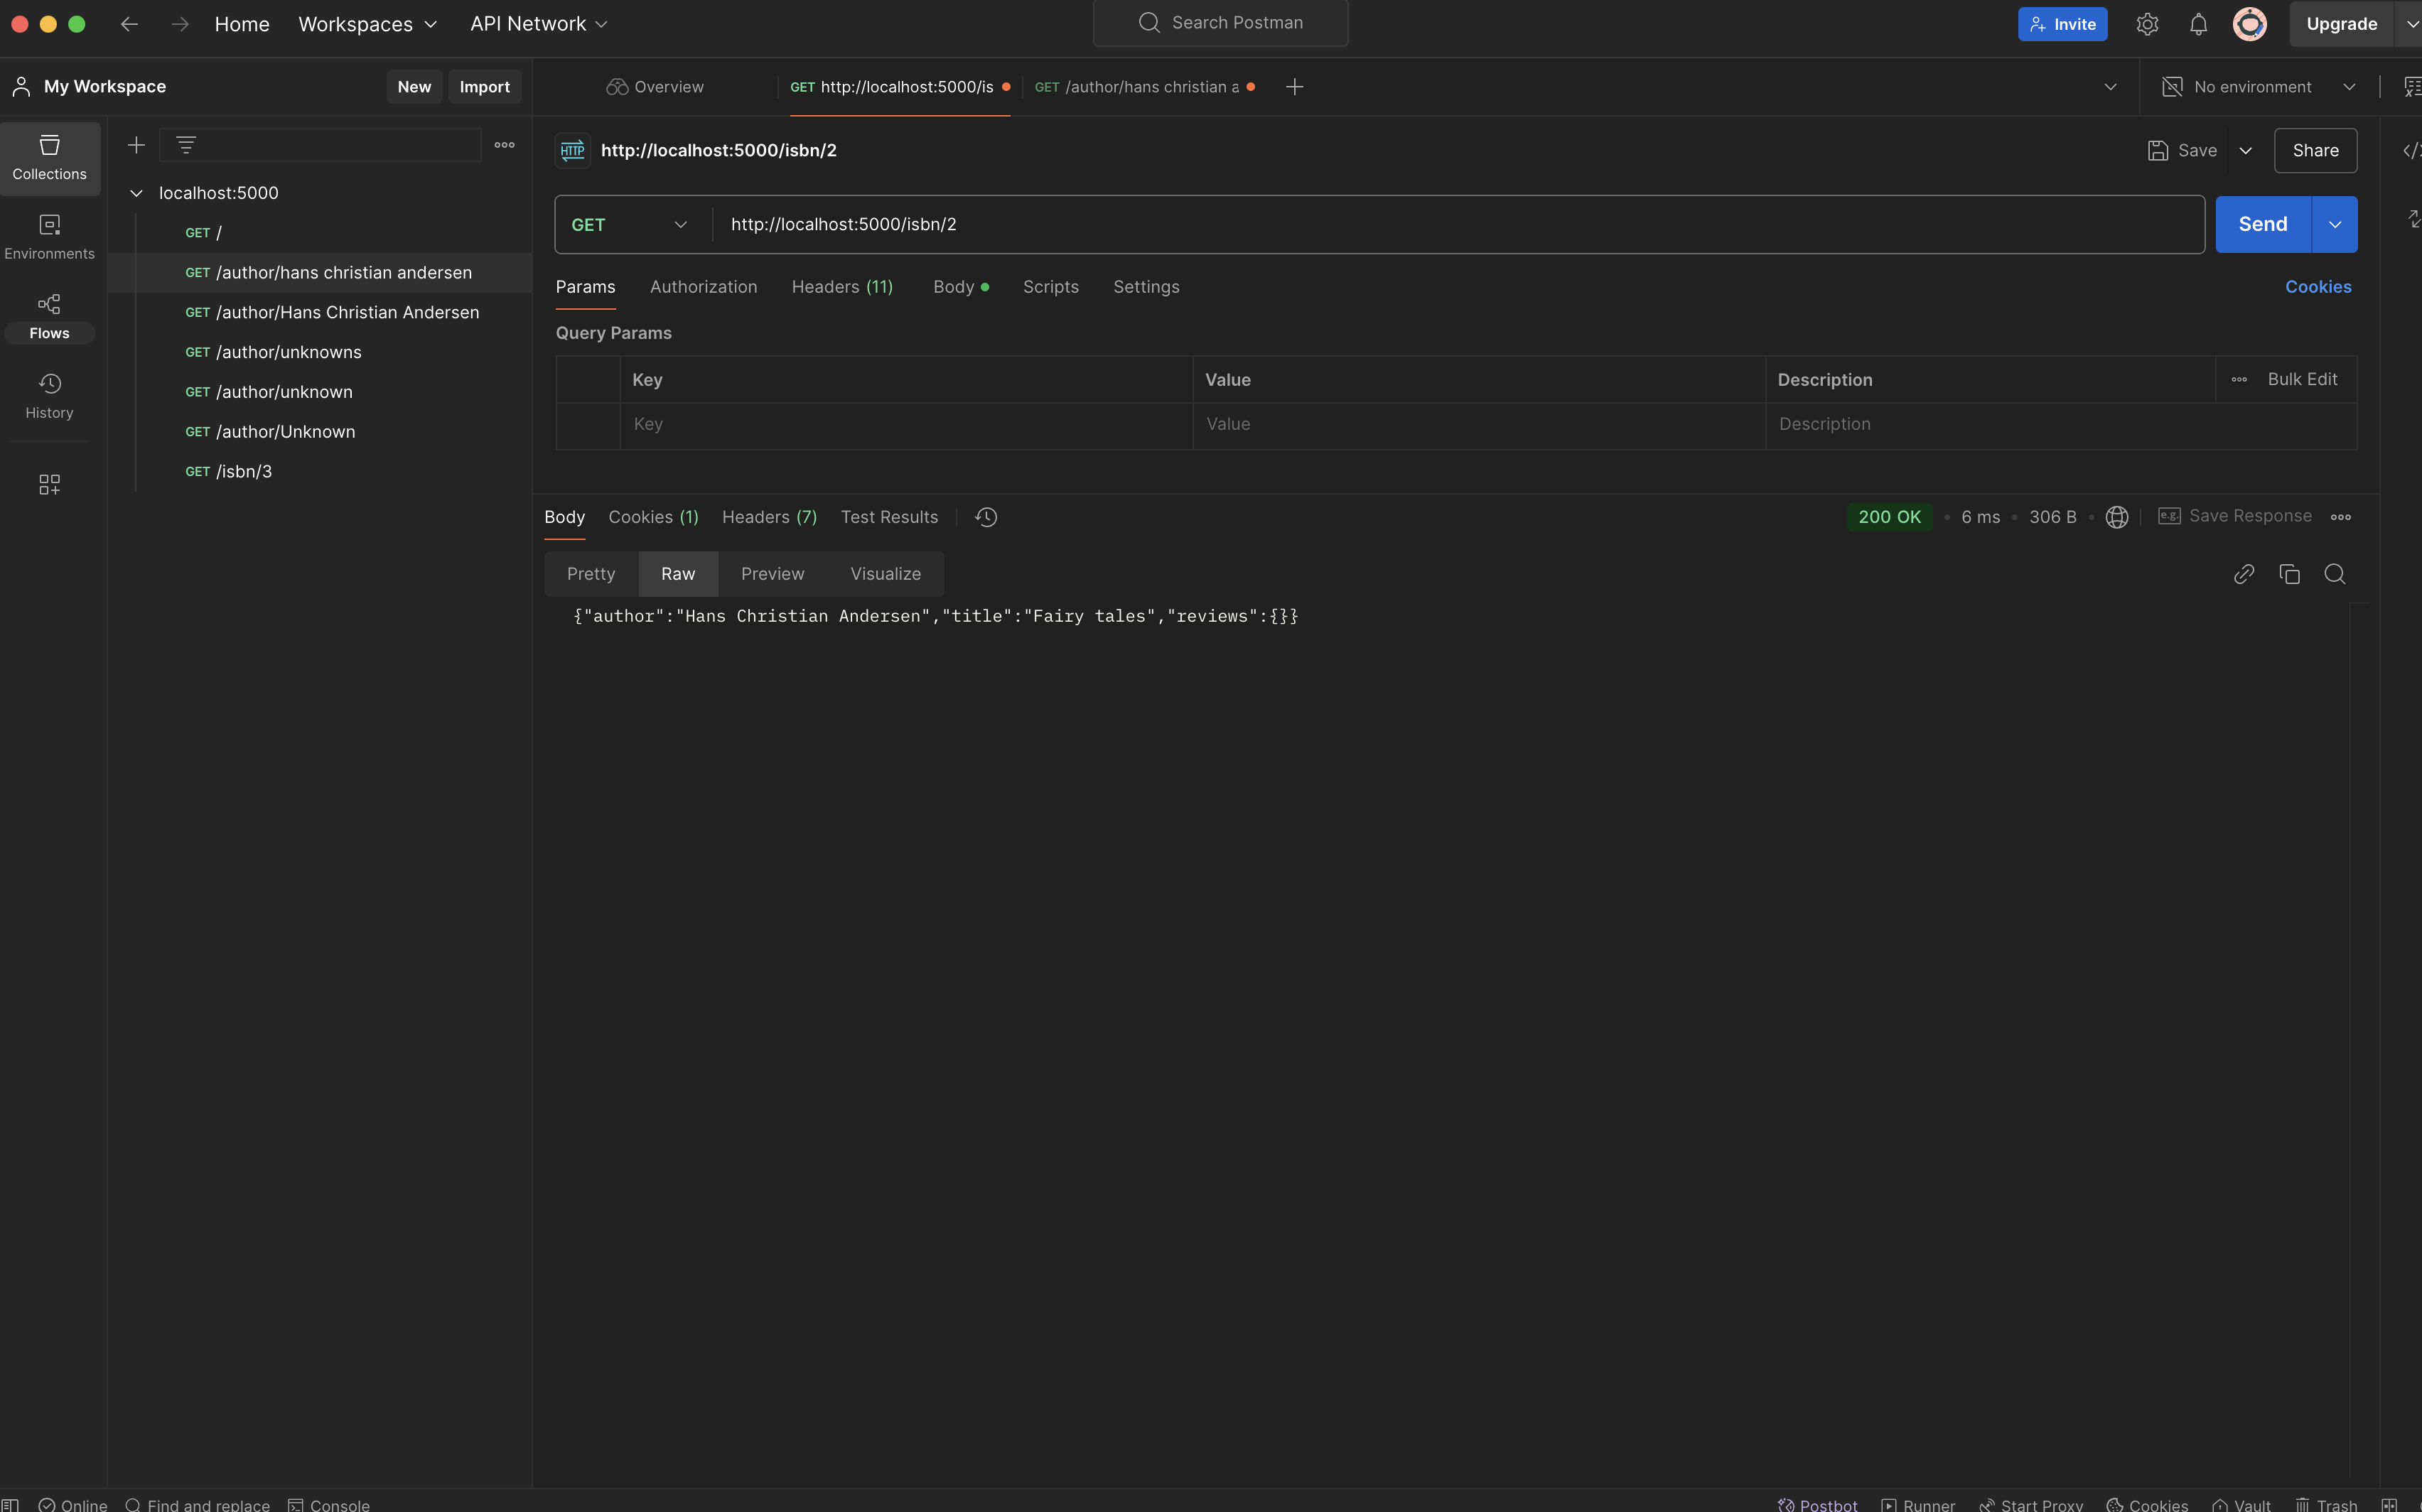 Home Workspaces API Network Search Postman Invite Upgrade
My Workspace New Import Overview GET http://localhost:5000/is GET /author/hans christian a No environment
Collections
Environments
Flows
History
localhost:5000
GET /
GET /author/hans christian andersen
GET /author/Hans Christian Andersen
GET /author/unknowns
GET /author/unknown
GET /author/Unknown
GET /isbn/3
HTTP http://localhost:5000/isbn/2 Save Share
GET http://localhost:5000/isbn/2 Send
Params Authorization Headers (11) Body Scripts Settings Cookies
Query Params
Key Value Description Bulk Edit
Key Value Description
Body Cookies (1) Headers (7) Test Results 200 OK 6 ms 306 B e.g. Save Response
Pretty Raw Preview Visualize
{"author":"Hans Christian Andersen","title":"Fairy tales","reviews":{}}
Online Find and replace Console Postbot Runner Start Proxy Cookies Vault Trash